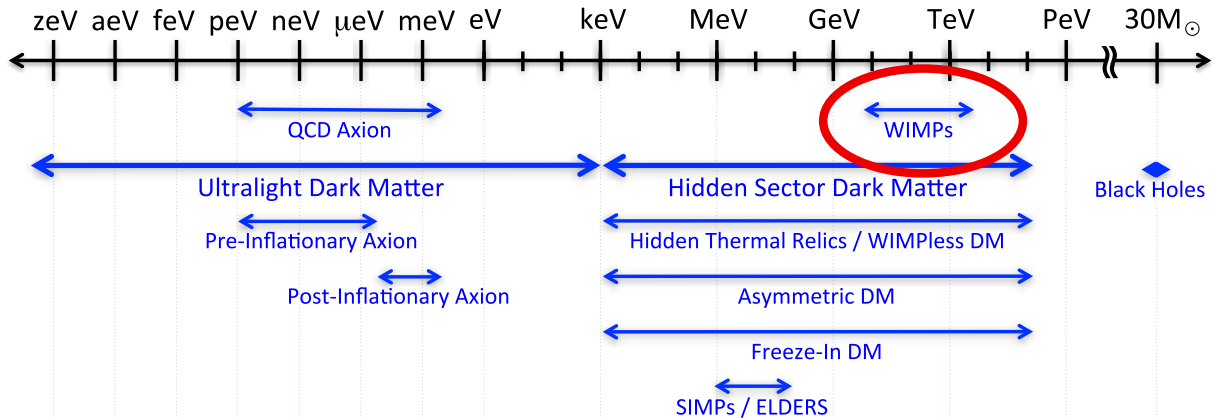 zeV aeV feV peV neV μeV meV eV keV MeV GeV TeV PeV 30M☉
QCD Axion WIMPs
Ultralight Dark Matter Hidden Sector Dark Matter Black Holes
Pre-Inflationary Axion Hidden Thermal Relics / WIMPless DM
Post-Inflationary Axion Asymmetric DM
Freeze-In DM
SIMPs / ELDERS